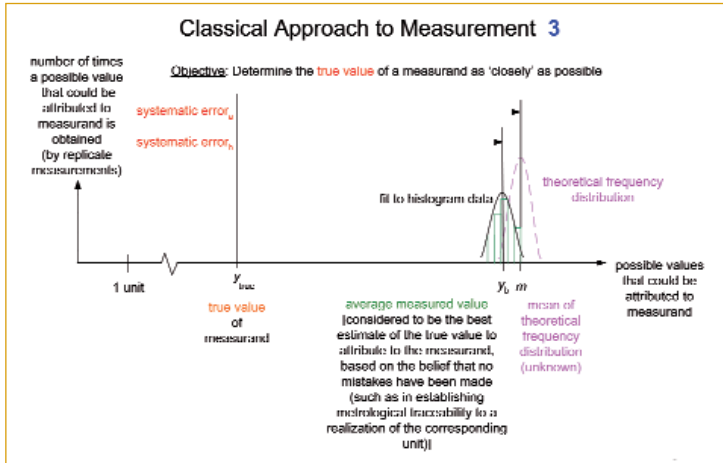 Classical Approach to Measurement 3
number of times
a possible value
that could be
attributed to
measurand is
obtained
(by replicate
measurements)
Objective: Determine the true value of a measurand as 'closely' as possible
systematic error
systematic error
fit to histogram data
theoretical frequency
distribution
1 unit
y true
y b
m
possible values
that could be
attributed to
measurand
true value
of
measurand
average measured value
[considered to be the best
estimate of the true value to
attribute to the measurand,
based on the belief that no
mistakes have been made
(such as in establishing
metrological traceability to a
realization of the corresponding
unit)]
mean of
theoretical
frequency
distribution
(unknown)